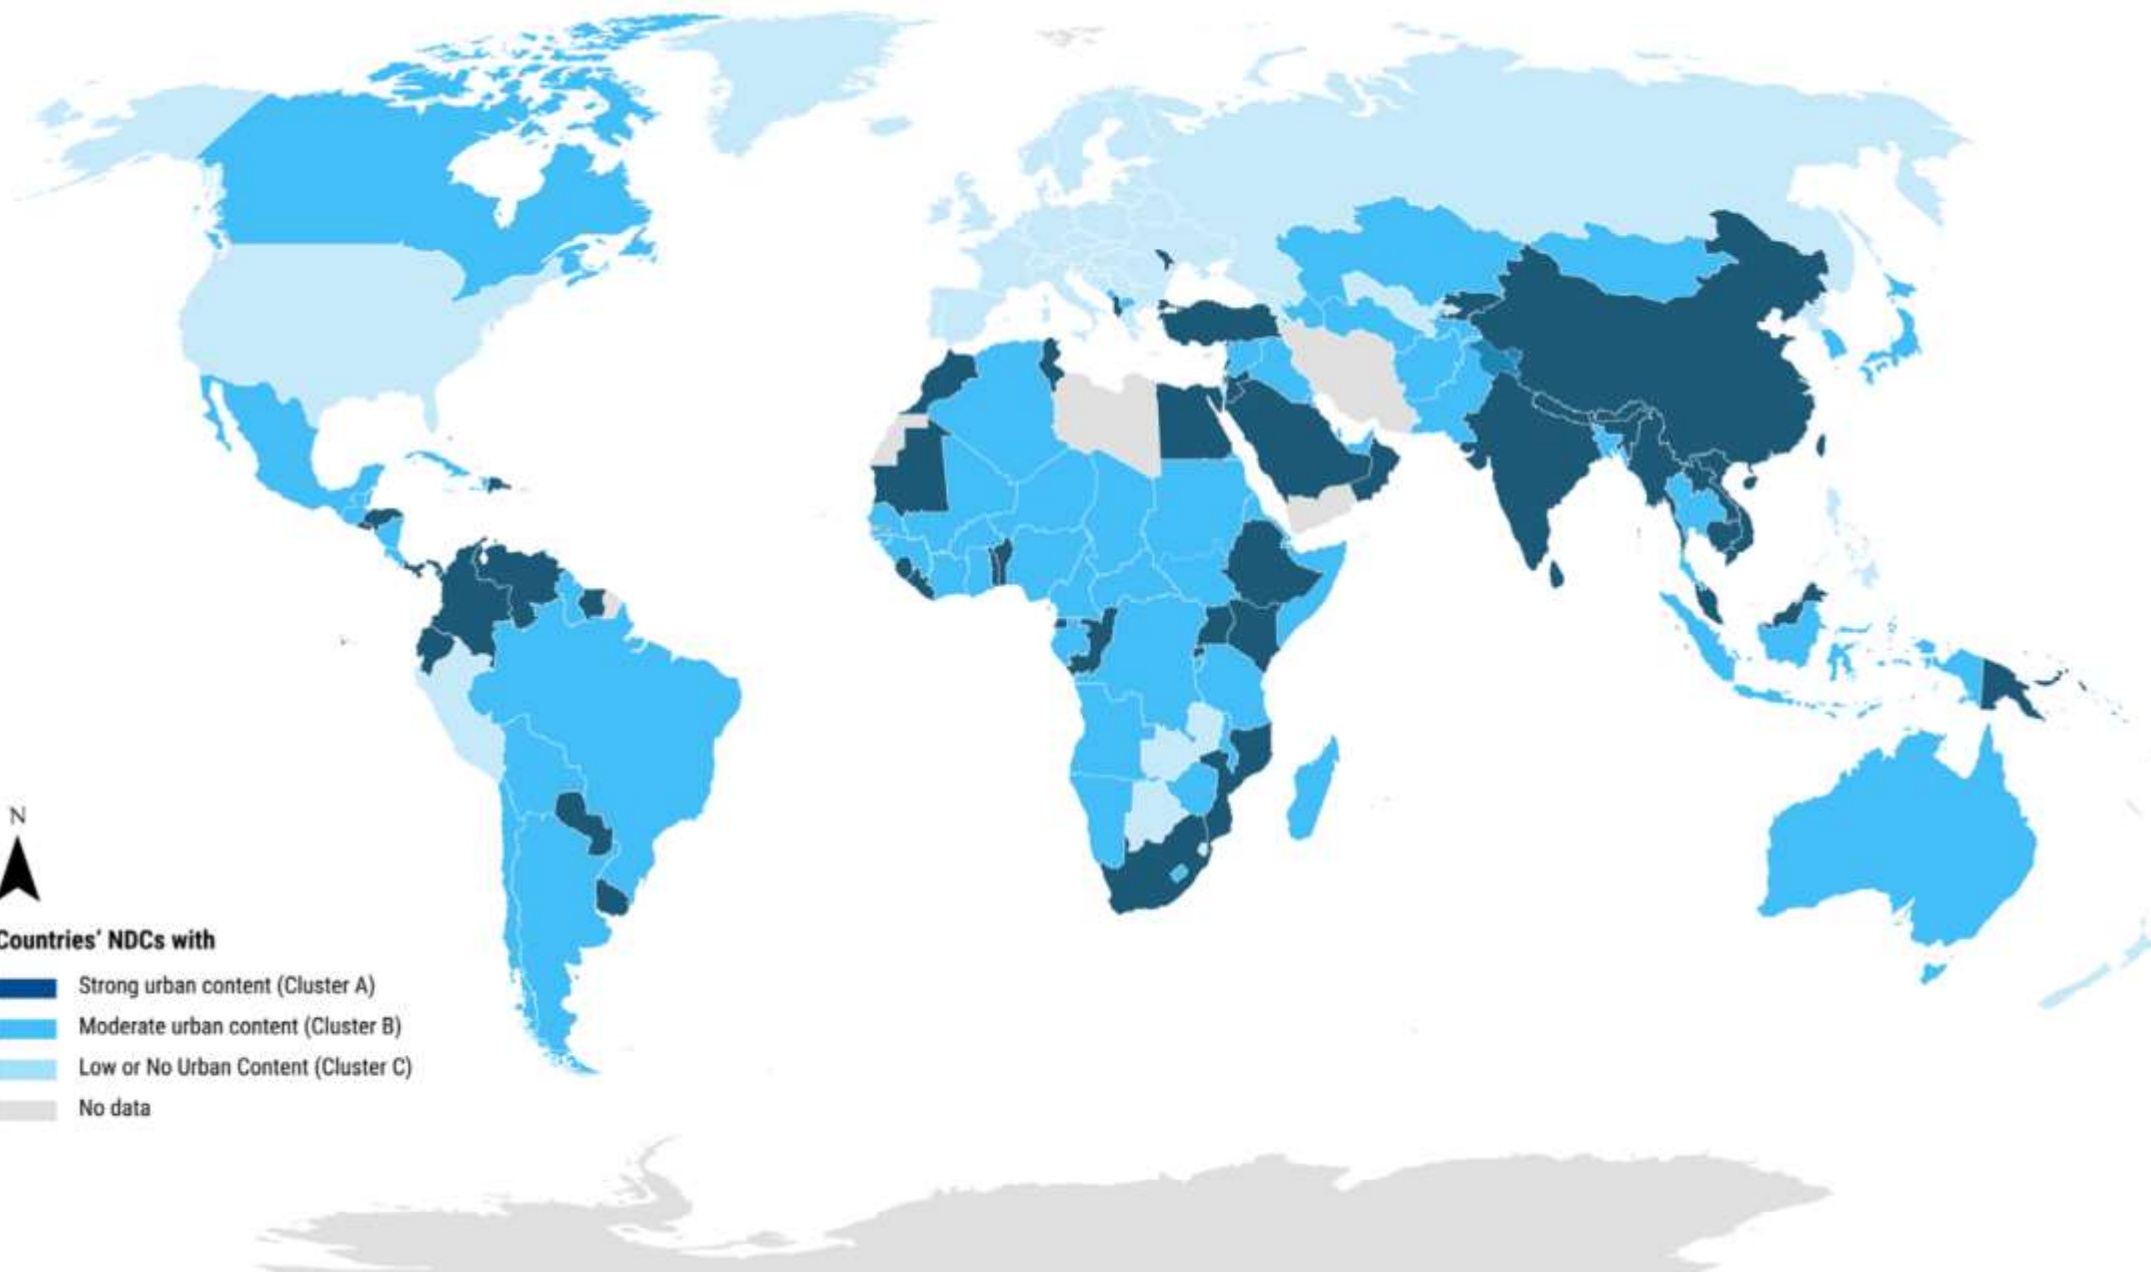 N
Countries' NDCs with
Strong urban content (Cluster A)
Moderate urban content (Cluster B)
Low or No Urban Content (Cluster C)
No data